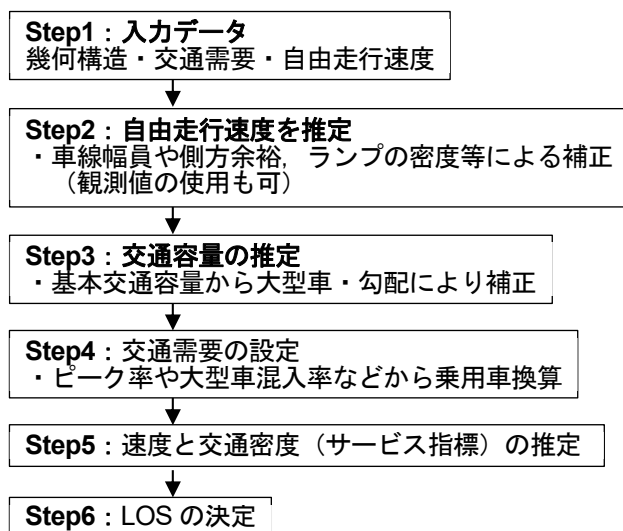 Step1：入力データ
幾何構造・交通需要・自由走行速度
Step2：自由走行速度を推定
・車線幅員や側方余裕，ランプの密度等による補正
（観測値の使用も可）
Step3：交通容量の推定
・基本交通容量から大型車・勾配により補正
Step4：交通需要の設定
・ピーク率や大型車混入率などから乗用車換算
Step5：速度と交通密度（サービス指標）の推定
Step6：LOS の決定